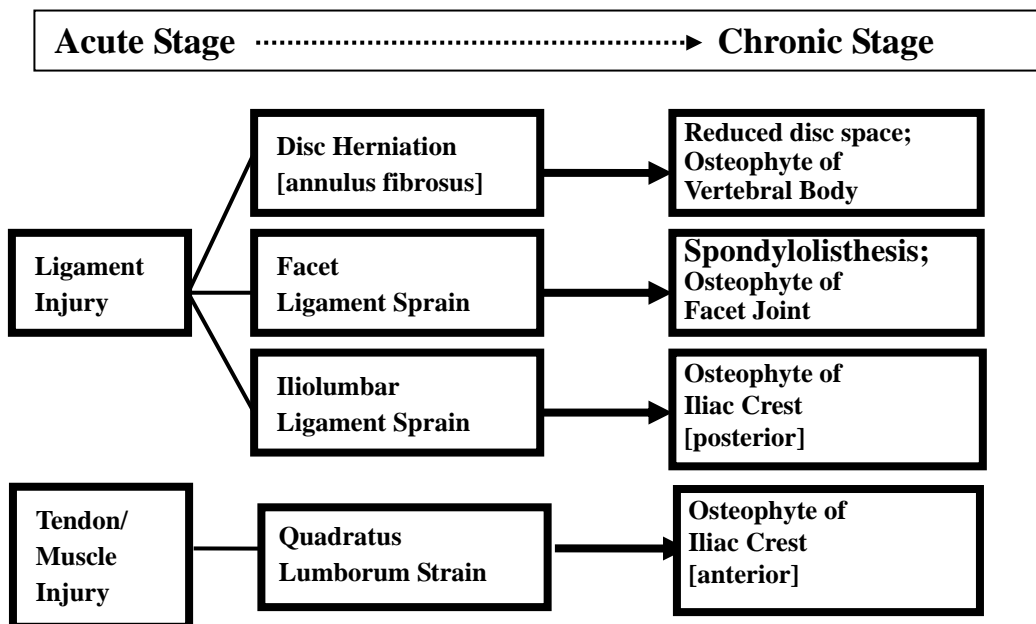 Acute Stage Chronic Stage
Disc Herniation
[annulus fibrosus]
Reduced disc space;
Osteophyte of
Vertebral Body
Ligament
Injury
Facet
Ligament Sprain
Spondylolisthesis;
Osteophyte of
Facet Joint
Iliolumbar
Ligament Sprain
Osteophyte of
Iliac Crest
[posterior]
Tendon/
Muscle
Injury
Quadratus
Lumborum Strain
Osteophyte of
Iliac Crest
[anterior]